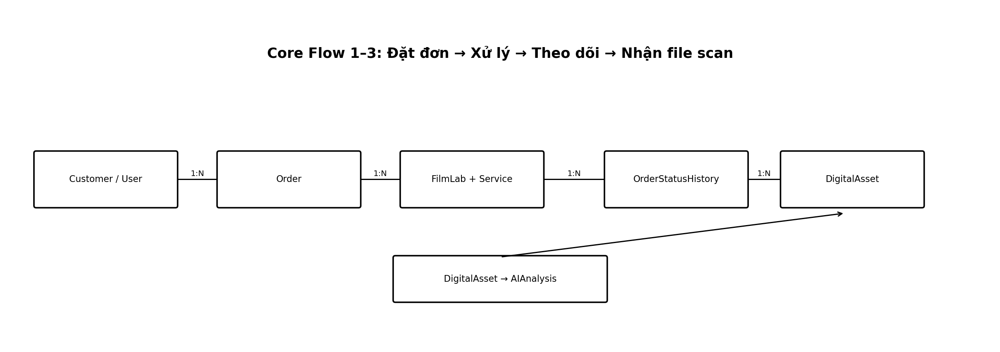 Core Flow 1–3: Đặt đơn → Xử lý → Theo dõi → Nhận file scan
Customer / User
1:N
Order
1:N
FilmLab + Service
1:N
OrderStatusHistory
1:N
DigitalAsset
DigitalAsset → AIAnalysis